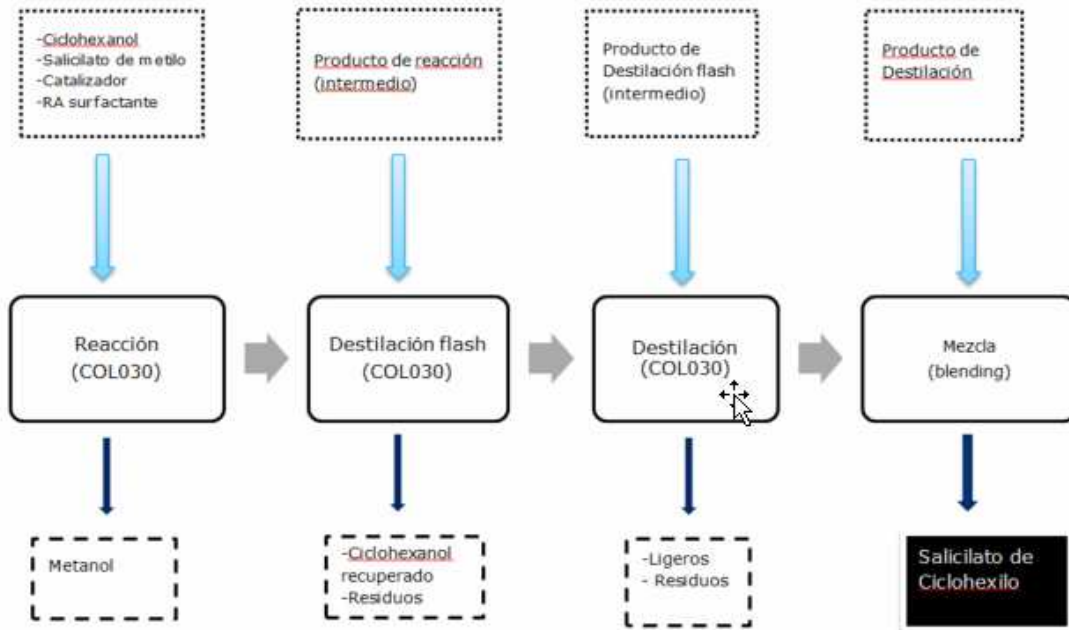 -Ciclohexanol
-Salicilato de metilo
-Catalizador
-RA surfactante
Producto de reacción
(intermedio)
Producto de
Destilación flash
(intermedio)
Producto de
Destilación
Reacción
(COL030)
Destilación flash
(COL030)
Destilación
(COL030)
Mezcla
(blending)
Metanol
-Ciclohexanol
recuperado
-Residuos
-Ligeros
- Residuos
Salicilato de
Ciclohexilo